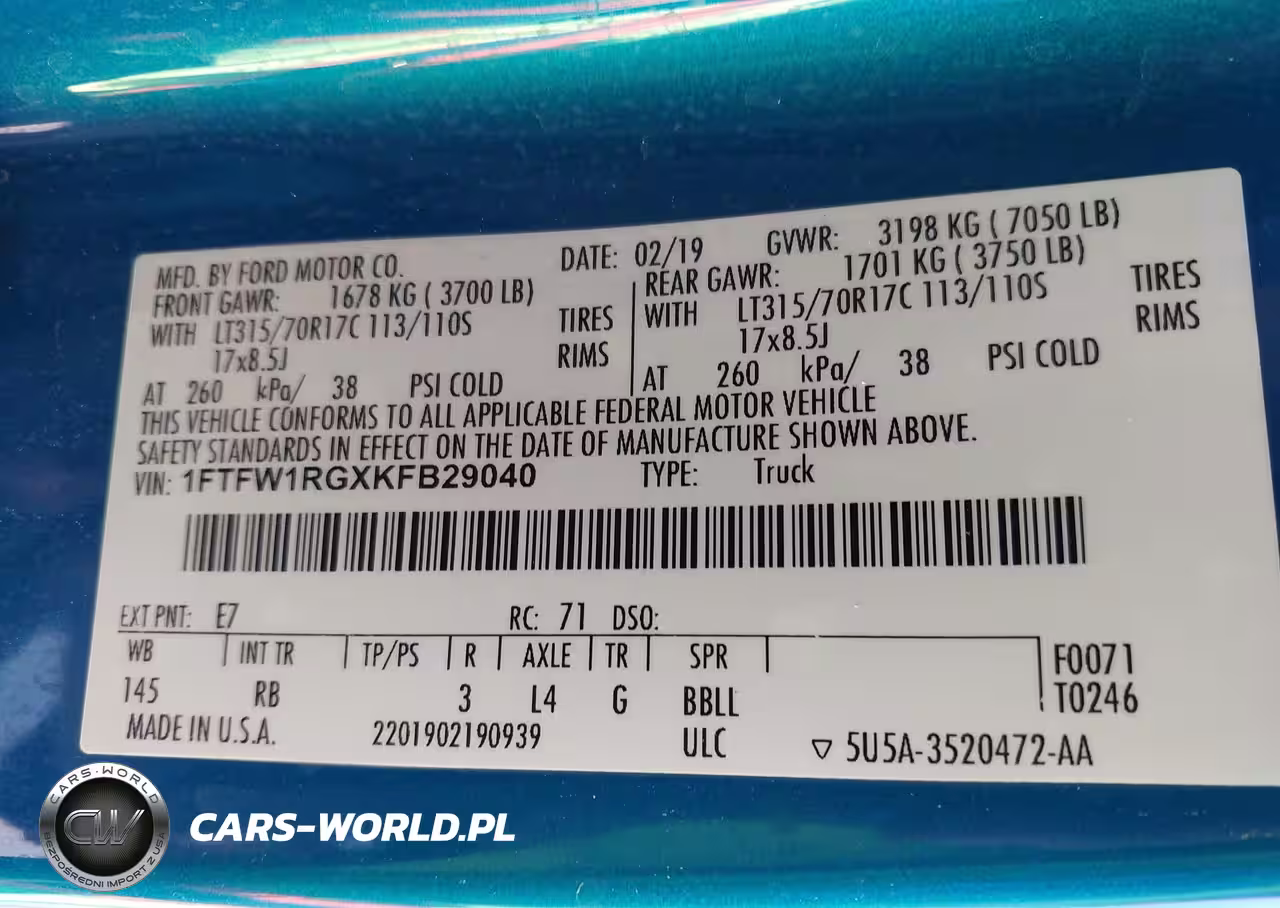 MFD. BY FORD MOTOR CO. DATE: 02/19 GVWR: 3198 KG ( 7050 LB)
FRONT GAWR: 1678 KG ( 3700 LB) REAR GAWR: 1701 KG ( 3750 LB)
WITH LT315/70R17C 113/110S TIRES WITH LT315/70R17C 113/110S TIRES
17x8.5J RIMS 17x8.5J RIMS
AT 260 kPa/ 38 PSI COLD AT 260 kPa/ 38 PSI COLD
THIS VEHICLE CONFORMS TO ALL APPLICABLE FEDERAL MOTOR VEHICLE
SAFETY STANDARDS IN EFFECT ON THE DATE OF MANUFACTURE SHOWN ABOVE.
VIN: 1FTFW1RGXKFB29040 TYPE: Truck
EXT PNT: E7 RC: 71 DSO:
WB INT TR TP/PS R AXLE TR SPR F0071
145 RB 3 L4 G BBLL T0246
MADE IN U.S.A. 2201902190939 ULC ▽ 5U5A-3520472-AA
CARS-WORLD
CW
BEZPOŚREDNI IMPORT Z USA
CARS-WORLD.PL